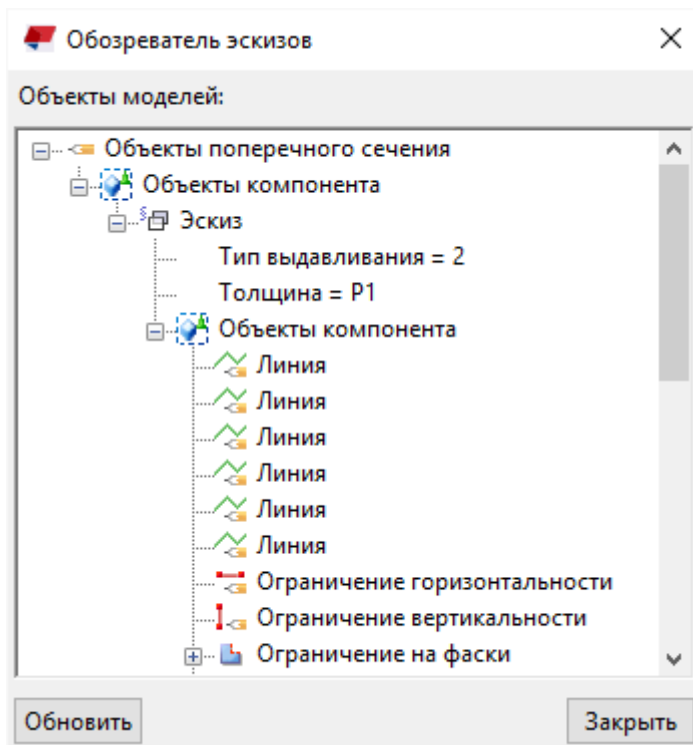 Обозреватель эскизов
Объекты моделей:
Объекты поперечного сечения
Объекты компонента
Эскиз
Тип выдавливания = 2
Толщина = P1
Объекты компонента
Линия
Линия
Линия
Линия
Линия
Линия
Ограничение горизонтальности
Ограничение вертикальности
Ограничение на фаски
Обновить Закрыть